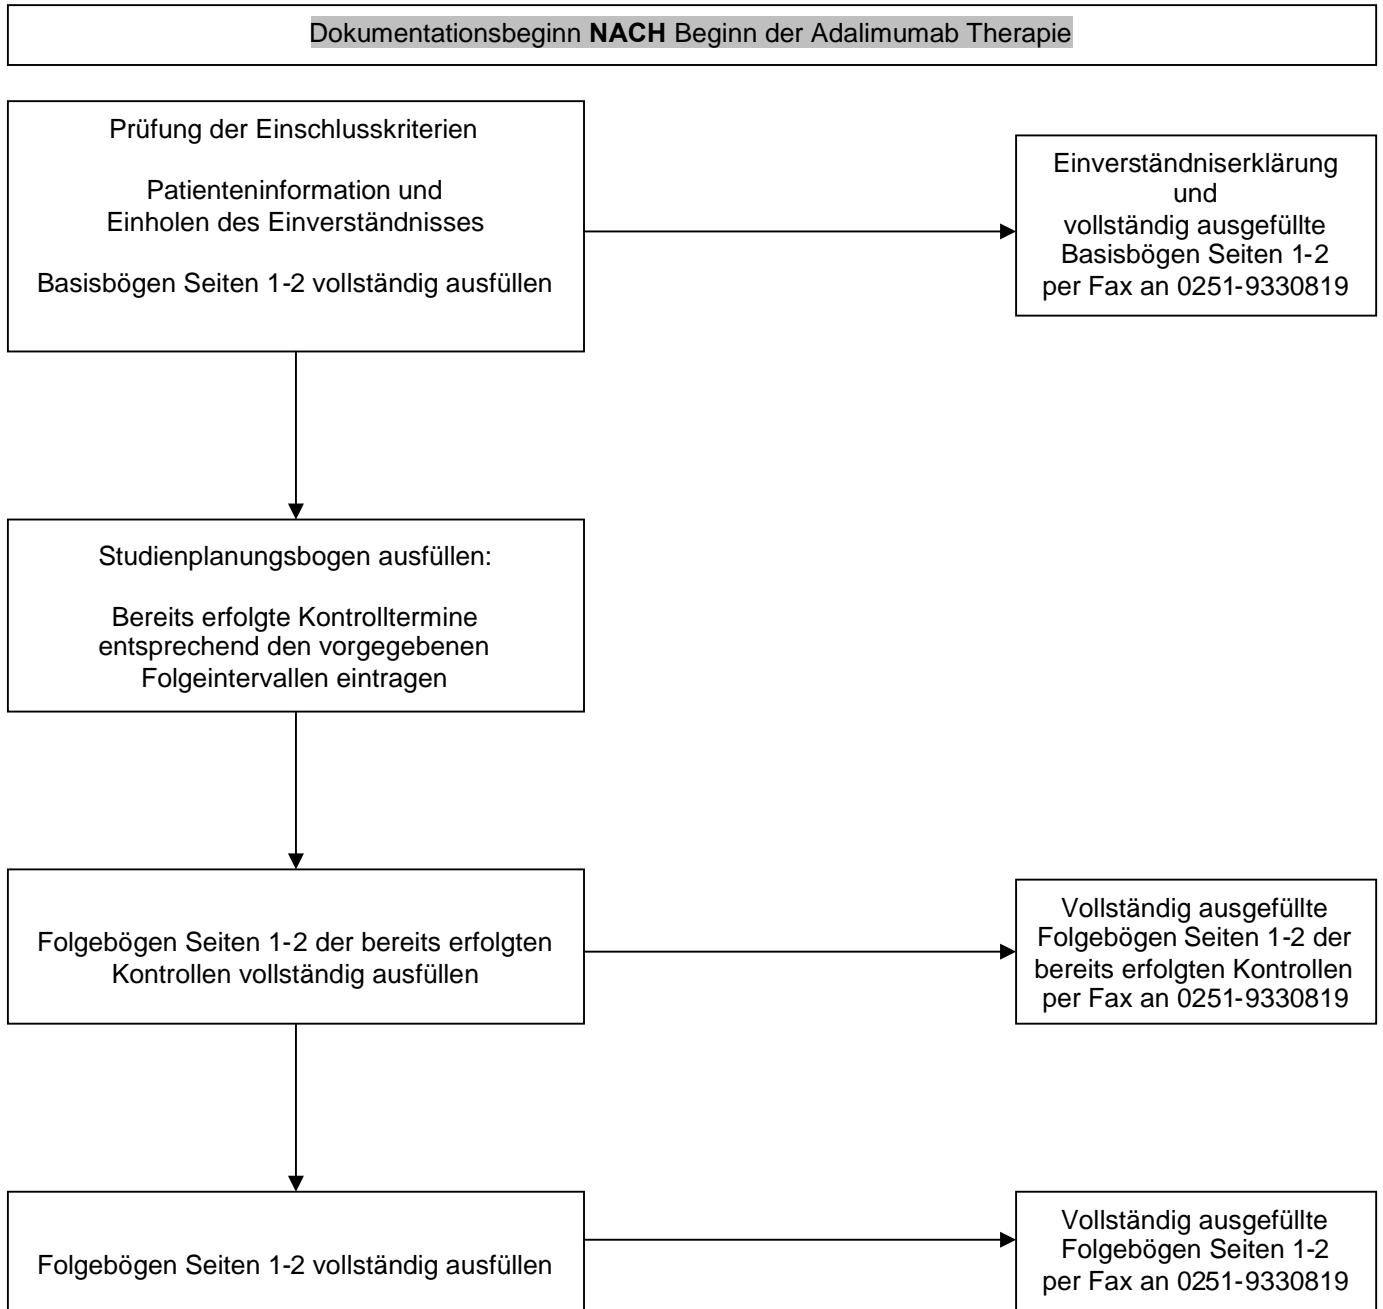 Dokumentationsbeginn NACH Beginn der Adalimumab Therapie
Prüfung der Einschlusskriterien
Patienteninformation und
Einholen des Einverständnisses
Basisbögen Seiten 1-2 vollständig ausfüllen
Einverständniserklärung
und
vollständig ausgefüllte
Basisbögen Seiten 1-2
per Fax an 0251-9330819
Studienplanungsbogen ausfüllen:
Bereits erfolgte Kontrolltermine
entsprechend den vorgegebenen
Folgeintervallen eintragen
Folgebögen Seiten 1-2 der bereits erfolgten
Kontrollen vollständig ausfüllen
Vollständig ausgefüllte
Folgebögen Seiten 1-2 der
bereits erfolgten Kontrollen
per Fax an 0251-9330819
Folgebögen Seiten 1-2 vollständig ausfüllen
Vollständig ausgefüllte
Folgebögen Seiten 1-2
per Fax an 0251-9330819